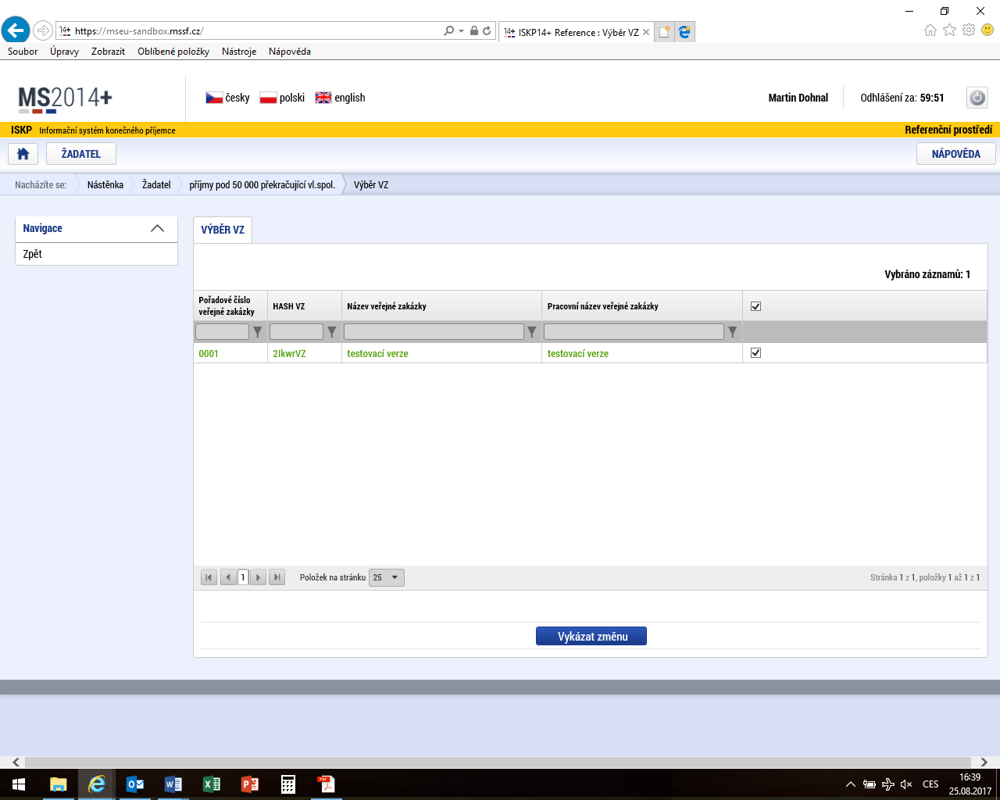 https://mseu-sandbox.mssf.cz/
14+ ISKP14+ Reference : Výběr VZ
Soubor Úpravy Zobrazit Oblíbené položky Nástroje Nápověda
MS2014+
česky polski english
Martin Dohnal
Odhlášení za: 59:51
ISKP Informační systém konečného příjemce
Referenční prostředí
ŽADATEL
NÁPOVĚDA
Nacházíte se: Nástěnka Žadatel příjmy pod 50 000 překračující vl.spol. Výběr VZ
Navigace
Zpět
VÝBĚR VZ
Vybráno záznamů: 1
Pořadové číslo
veřejné zakázky
HASH VZ
Název veřejné zakázky
Pracovní název veřejné zakázky
0001 2IkwrVZ testovací verze testovací verze
1
Položek na stránku 25
Stránka 1 z 1, položky 1 až 1 z 1
Vykázat změnu
CES
16:39
25.08.2017